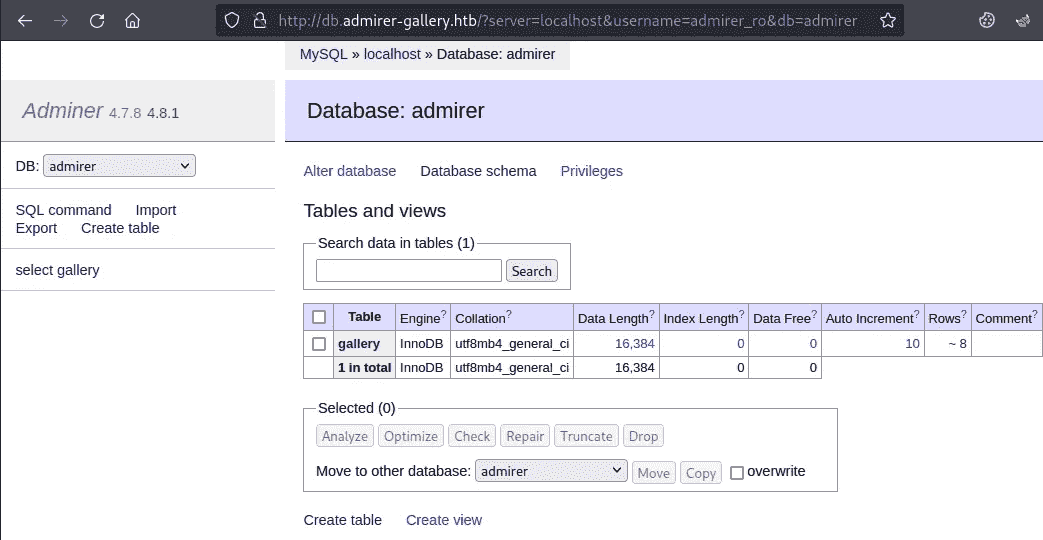 http://db.admirer-gallery.htb/?server=localhost&username=admirer_ro&db=admirer
MySQL » localhost » Database: admirer
Adminer 4.7.8 4.8.1
Database: admirer
DB: admirer
SQL command Import
Export Create table
select gallery
Alter database Database schema Privileges
Tables and views
Search data in tables (1)
Search
Table Engine? Collation? Data Length? Index Length? Data Free? Auto Increment? Rows? Comment?
gallery InnoDB utf8mb4_general_ci 16,384 0 0 10 ~ 8
1 in total InnoDB utf8mb4_general_ci 16,384 0 0
Selected (0)
Analyze Optimize Check Repair Truncate Drop
Move to other database: admirer Move Copy overwrite
Create table Create view